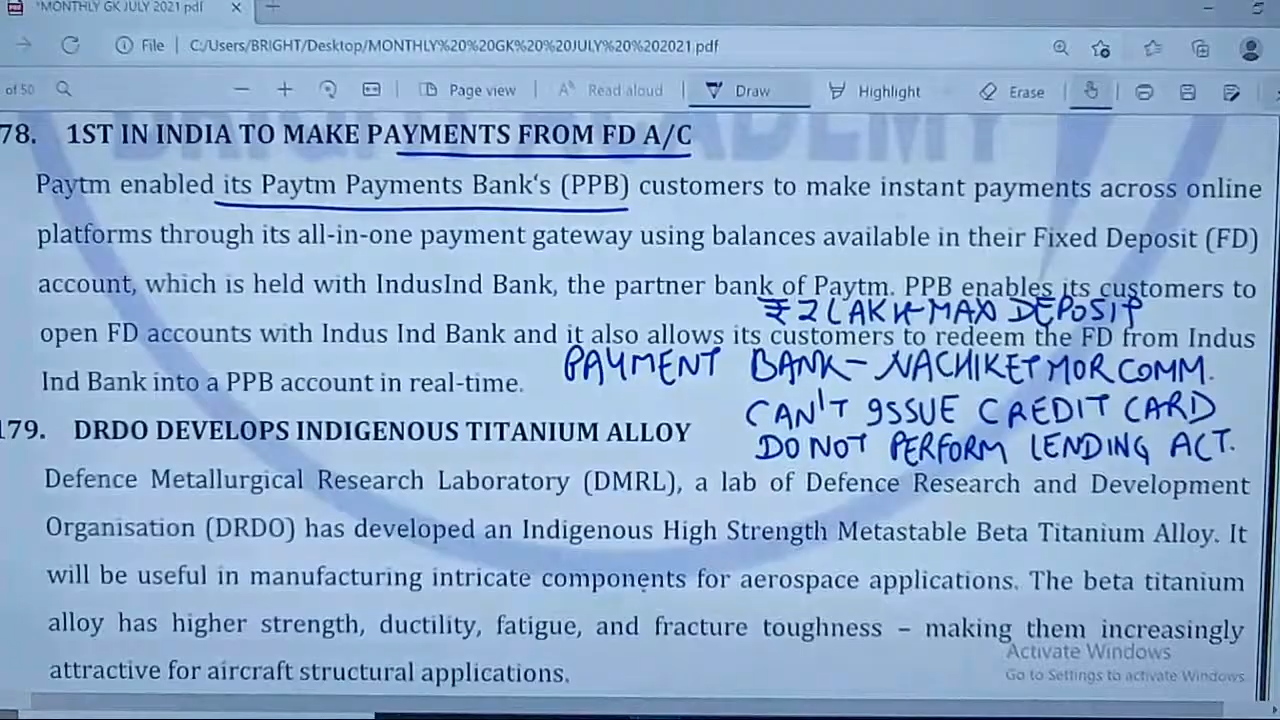 *MONTHLY GK JULY 2021.pdf
File | C:/Users/BRIGHT/Desktop/MONTHLY%20%20GK%20%20JULY%20%202021.pdf
of 50
Page view
Read aloud
Draw
Highlight
Erase
78. 1ST IN INDIA TO MAKE PAYMENTS FROM FD A/C
Paytm enabled its Paytm Payments Bank's (PPB) customers to make instant payments across online
platforms through its all-in-one payment gateway using balances available in their Fixed Deposit (FD)
account, which is held with IndusInd Bank, the partner bank of Paytm. PPB enables its customers to
₹ 2 LAKH-MAX DEPOSIT
open FD accounts with Indus Ind Bank and it also allows its customers to redeem the FD from Indus
PAYMENT BANK - NACHIKET MOR COMM.
Ind Bank into a PPB account in real-time.
CAN'T ISSUE CREDIT CARD
179. DRDO DEVELOPS INDIGENOUS TITANIUM ALLOY
DO NOT PERFORM LENDING ACT.
Defence Metallurgical Research Laboratory (DMRL), a lab of Defence Research and Development
Organisation (DRDO) has developed an Indigenous High Strength Metastable Beta Titanium Alloy. It
will be useful in manufacturing intricate components for aerospace applications. The beta titanium
alloy has higher strength, ductility, fatigue, and fracture toughness – making them increasingly
attractive for aircraft structural applications.
Activate Windows
Go to Settings to activate Windows.